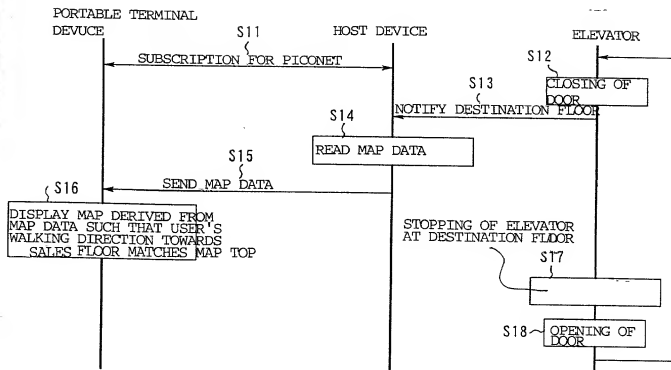 PORTABLE TERMINAL
DEVUCE
HOST DEVICE
ELEVATOR
S11
SUBSCRIPTION FOR PICONET
S12
CLOSING OF
DOOR
S13
NOTIFY DESTINATION FLOOR
S14
READ MAP DATA
S15
SEND MAP DATA
S16
DISPLAY MAP DERIVED FROM
MAP DATA SUCH THAT USER'S
WALKING DIRECTION TOWARDS
SALES FLOOR MATCHES MAP TOP
STOPPING OF ELEVATOR
AT DESTINATION FLOOR
S17
S18
OPENING OF
DOOR